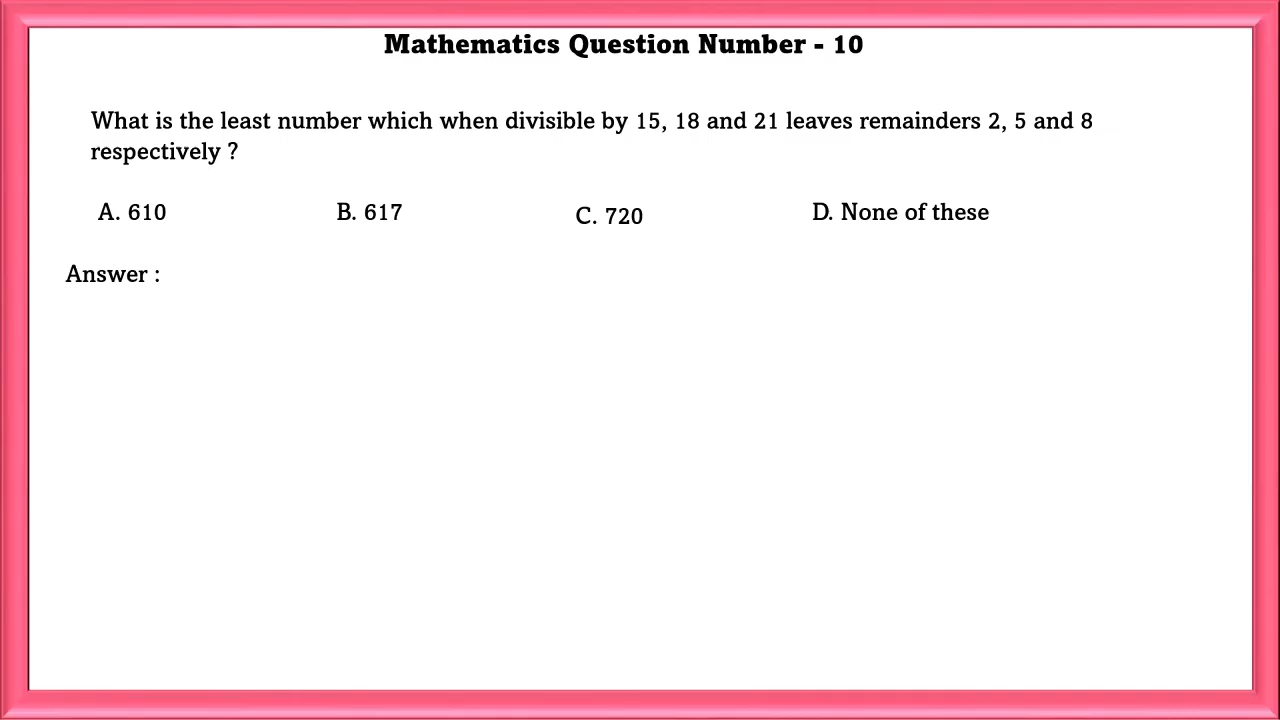 Mathematics Question Number - 10
What is the least number which when divisible by 15, 18 and 21 leaves remainders 2, 5 and 8
respectively ?
A. 610 B. 617 C. 720 D. None of these
Answer :